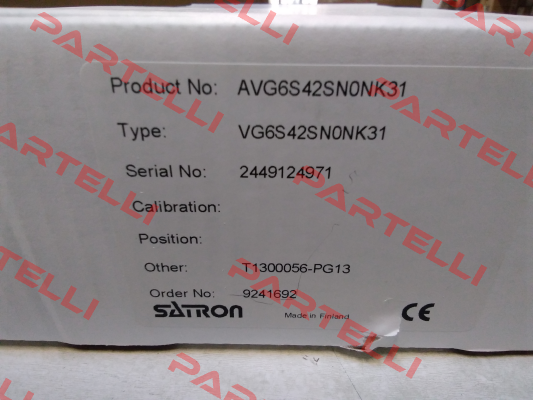 Product No: AVG6S42SN0NK31
Type: VG6S42SN0NK31
Serial No: 2449124971
Calibration:
Position:
Other: T1300056-PG13
Order No: 9241692
SATRON Made in Finland CE
PARTELLI
PARTELLI
PARTELLI
PARTELLI
PARTELLI